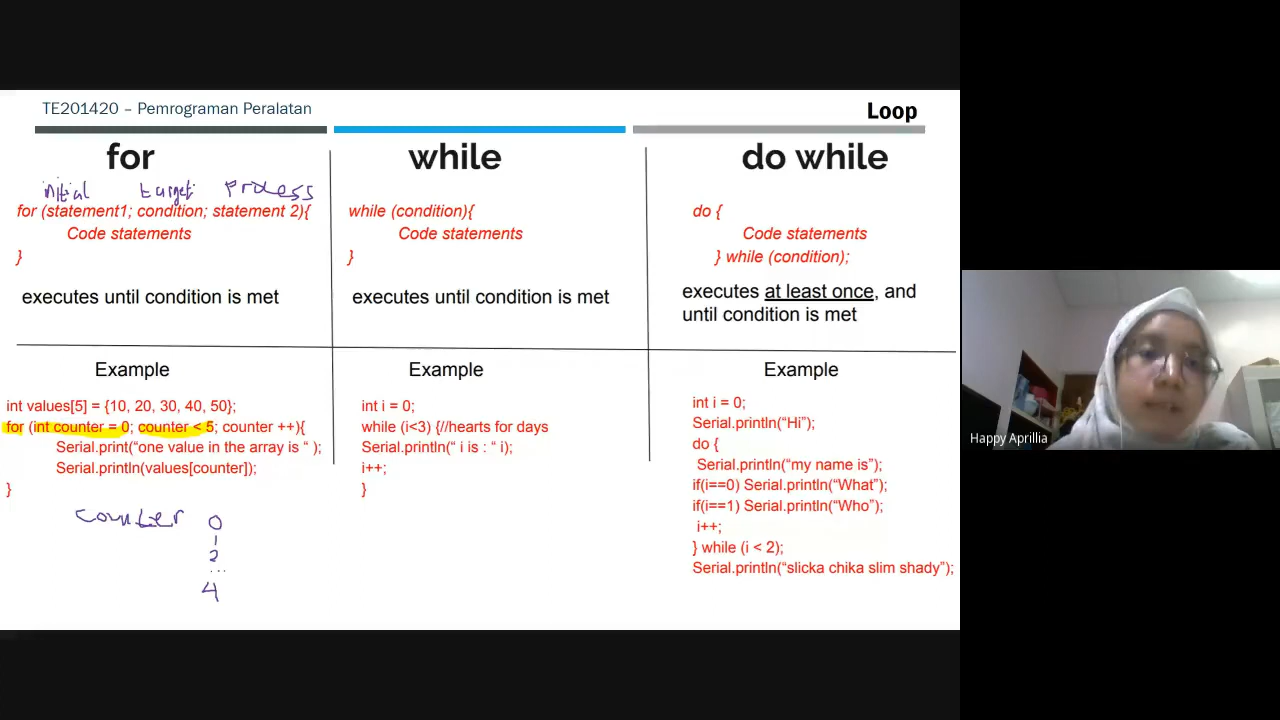 TE201420 – Pemrograman Peralatan
Loop
for
initial target process
for (statement1; condition; statement 2){
Code statements
}
executes until condition is met
Example
int values[5] = {10, 20, 30, 40, 50};
for (int counter = 0; counter < 5; counter ++){
Serial.print(“one value in the array is “ );
Serial.println(values[counter]);
}
counter 0
1
2
...
4
while
while (condition){
Code statements
}
executes until condition is met
Example
int i = 0;
while (i<3) {//hearts for days
Serial.println(“ i is : “ i);
i++;
}
do while
do {
Code statements
} while (condition);
executes at least once, and
until condition is met
Example
int i = 0;
Serial.println(“Hi”);
do {
Serial.println(“my name is”);
if(i==0) Serial.println(“What”);
if(i==1) Serial.println(“Who”);
i++;
} while (i < 2);
Serial.println(“slicka chika slim shady”);
Happy Aprillia